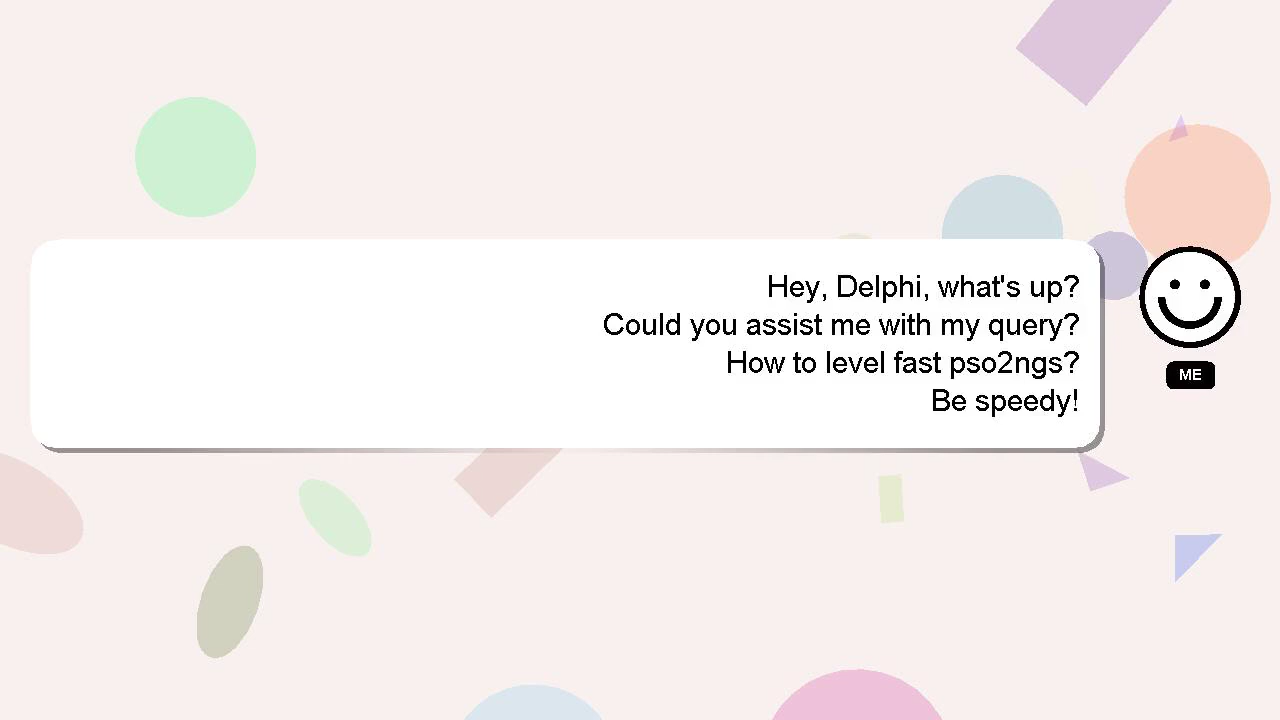 Hey, Delphi, what's up?
Could you assist me with my query?
How to level fast pso2ngs?
Be speedy!
ME